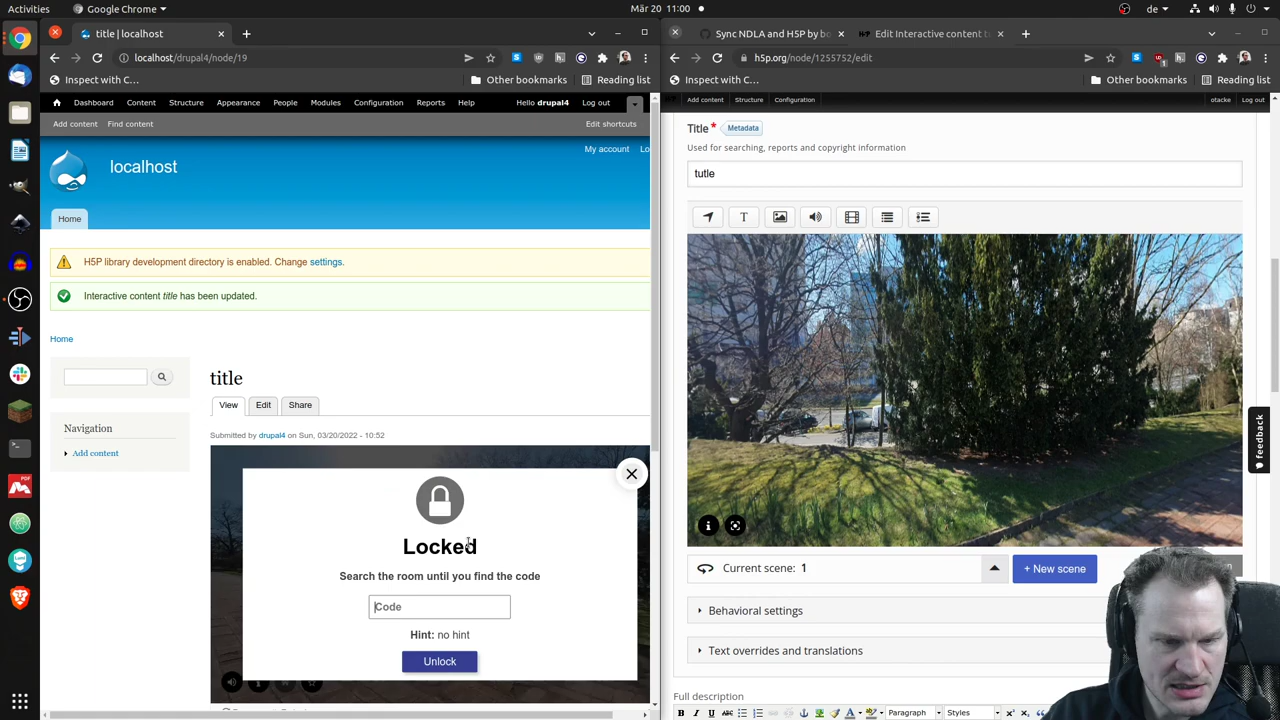 Activities
Google Chrome
Mär 20 11:00
de
title | localhost
localhost/drupal4/node/19
Inspect with C...
Other bookmarks
Reading list
Dashboard Content Structure Appearance People Modules Configuration Reports Help
Hello drupal4 Log out
Add content Find content
Edit shortcuts
My account Lo
localhost
Home
H5P library development directory is enabled. Change settings.
Interactive content title has been updated.
Home
title
View Edit Share
Navigation
Add content
Submitted by drupal4 on Sun, 03/20/2022 - 10:52
Locked
Search the room until you find the code
Code
Hint: no hint
Unlock
Sync NDLA and H5P by bo
H5P Edit Interactive content tu
h5p.org/node/1255752/edit
Inspect with C...
Other bookmarks
Reading list
Add content Structure Configuration
otacke Log out
Title * Metadata
Used for searching, reports and copyright information
tutle
feedback
Current scene: 1
+ New scene
Behavioral settings
Text overrides and translations
Full description
B I U ABC
Paragraph
Styles